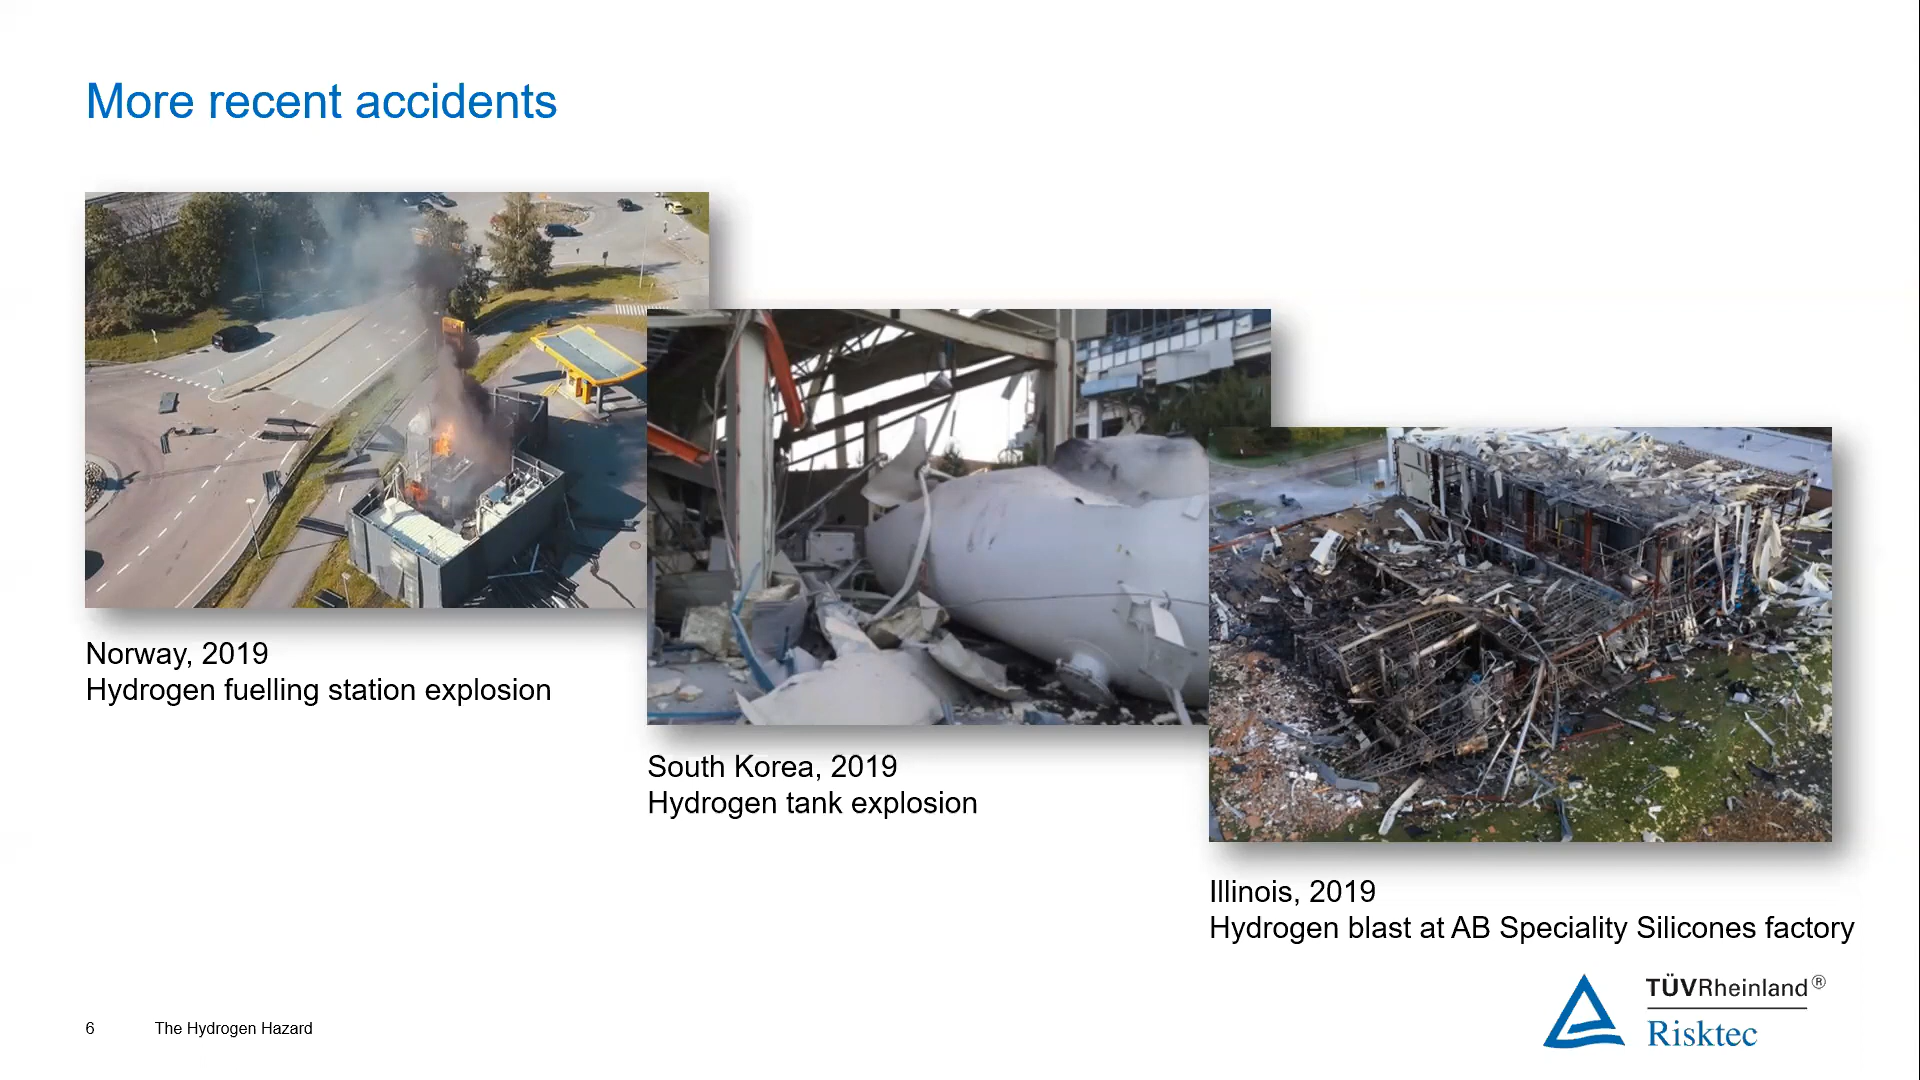 More recent accidents
Norway, 2019
Hydrogen fuelling station explosion
South Korea, 2019
Hydrogen tank explosion
Illinois, 2019
Hydrogen blast at AB Speciality Silicones factory
TÜVRheinland®
Risktec
6 The Hydrogen Hazard